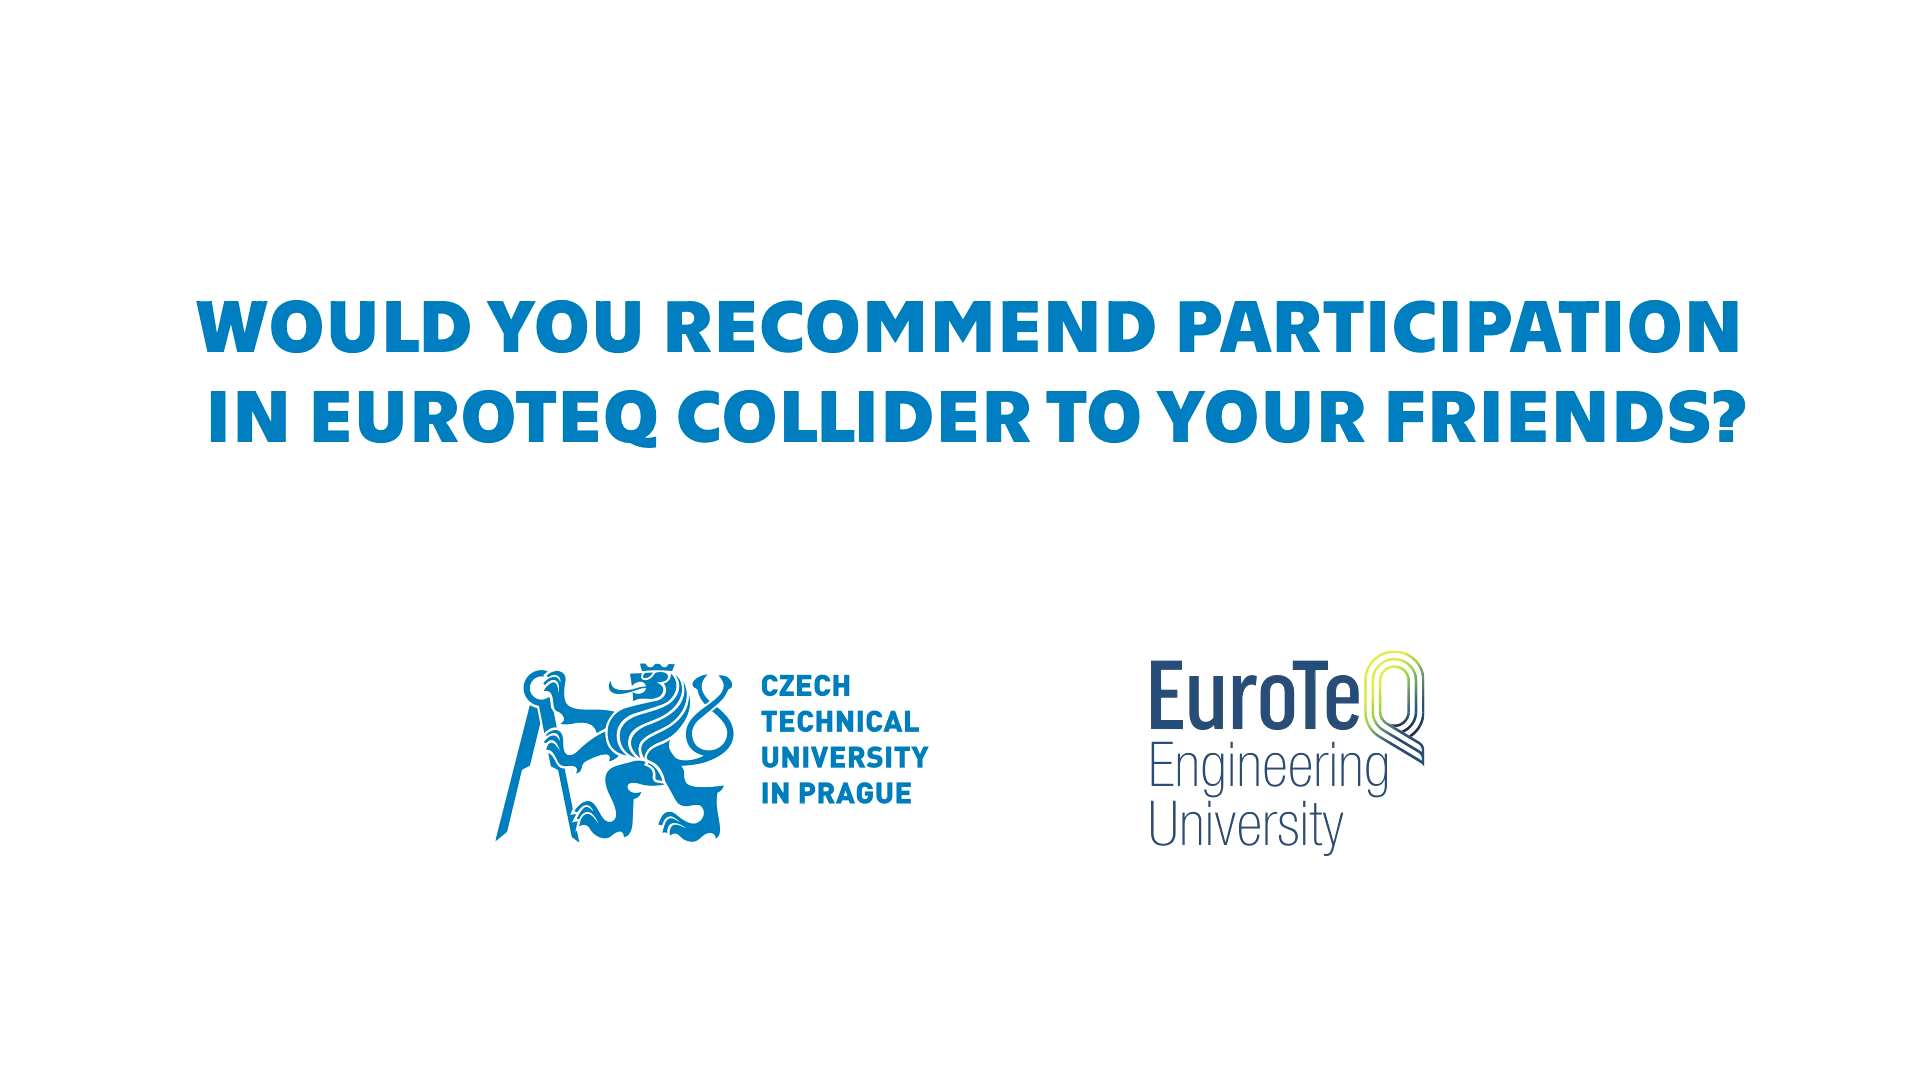 WOULD YOU RECOMMEND PARTICIPATION
IN EUROTEQ COLLIDER TO YOUR FRIENDS?
CZECH
TECHNICAL
UNIVERSITY
IN PRAGUE
EuroTeQ
Engineering
University